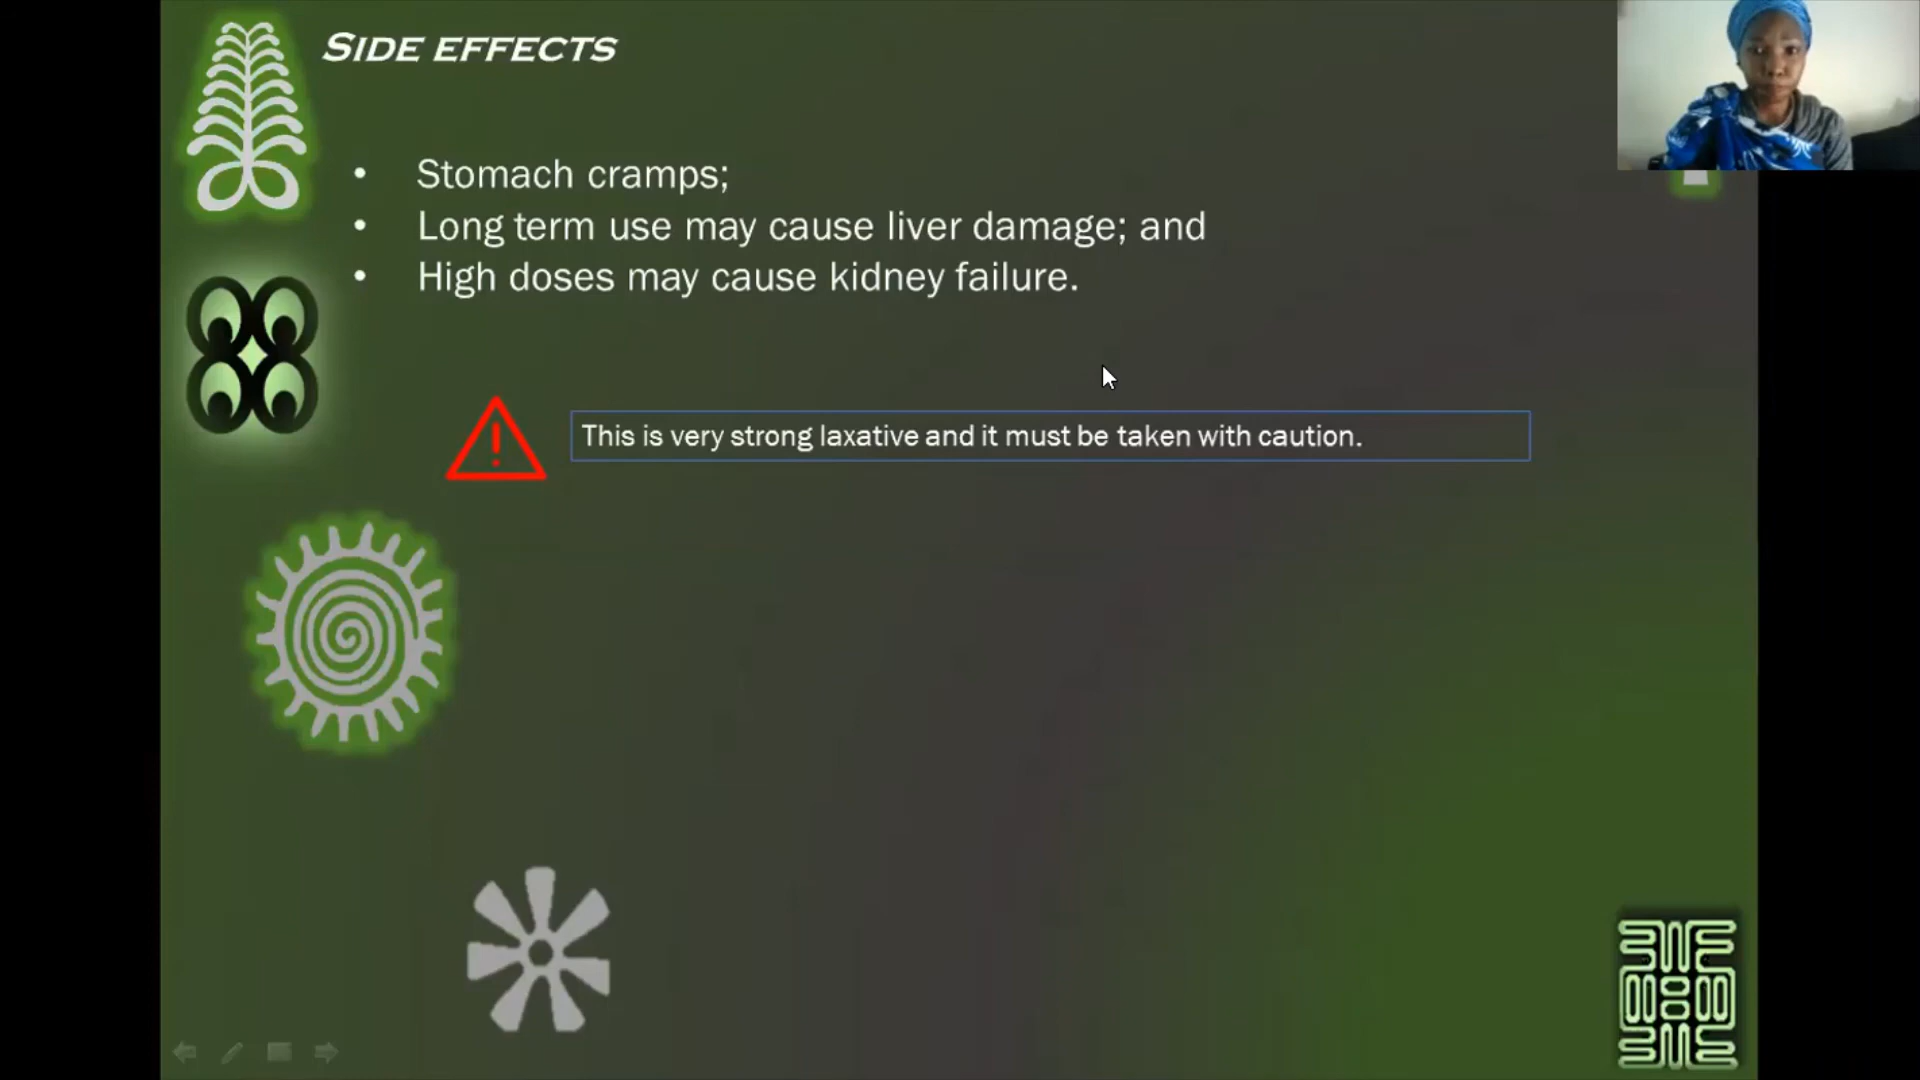 SIDE EFFECTS
• Stomach cramps;
• Long term use may cause liver damage; and
• High doses may cause kidney failure.
This is very strong laxative and it must be taken with caution.